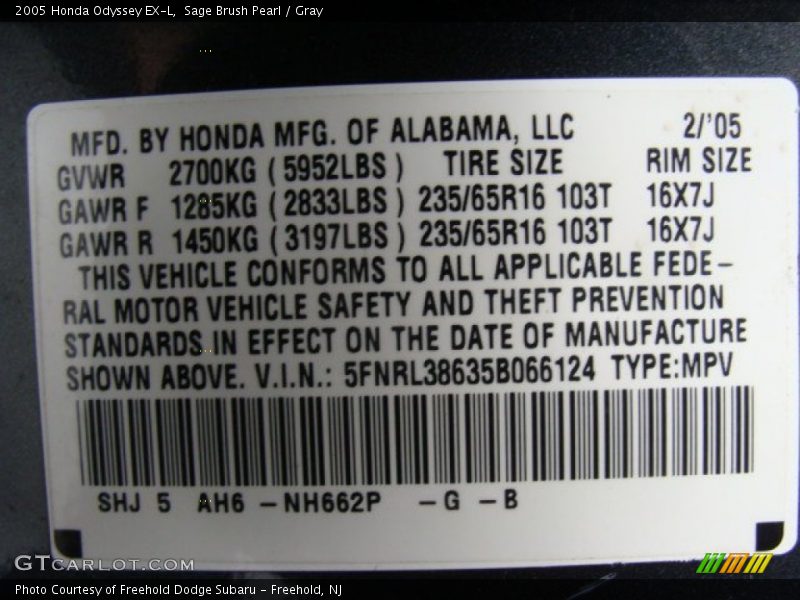 2005 Honda Odyssey EX-L, Sage Brush Pearl / Gray
MFD. BY HONDA MFG. OF ALABAMA, LLC 2/'05
GVWR 2700KG (5952LBS) TIRE SIZE RIM SIZE
GAWR F 1285KG (2833LBS) 235/65R16 103T 16X7J
GAWR R 1450KG (3197LBS) 235/65R16 103T 16X7J
THIS VEHICLE CONFORMS TO ALL APPLICABLE FEDE-
RAL MOTOR VEHICLE SAFETY AND THEFT PREVENTION
STANDARDS IN EFFECT ON THE DATE OF MANUFACTURE
SHOWN ABOVE. V.I.N.: 5FNRL38635B066124 TYPE:MPV
SHJ 5 AH6 -NH662P -G -B
GTCARLOT.COM
Photo Courtesy of Freehold Dodge Subaru - Freehold, NJ